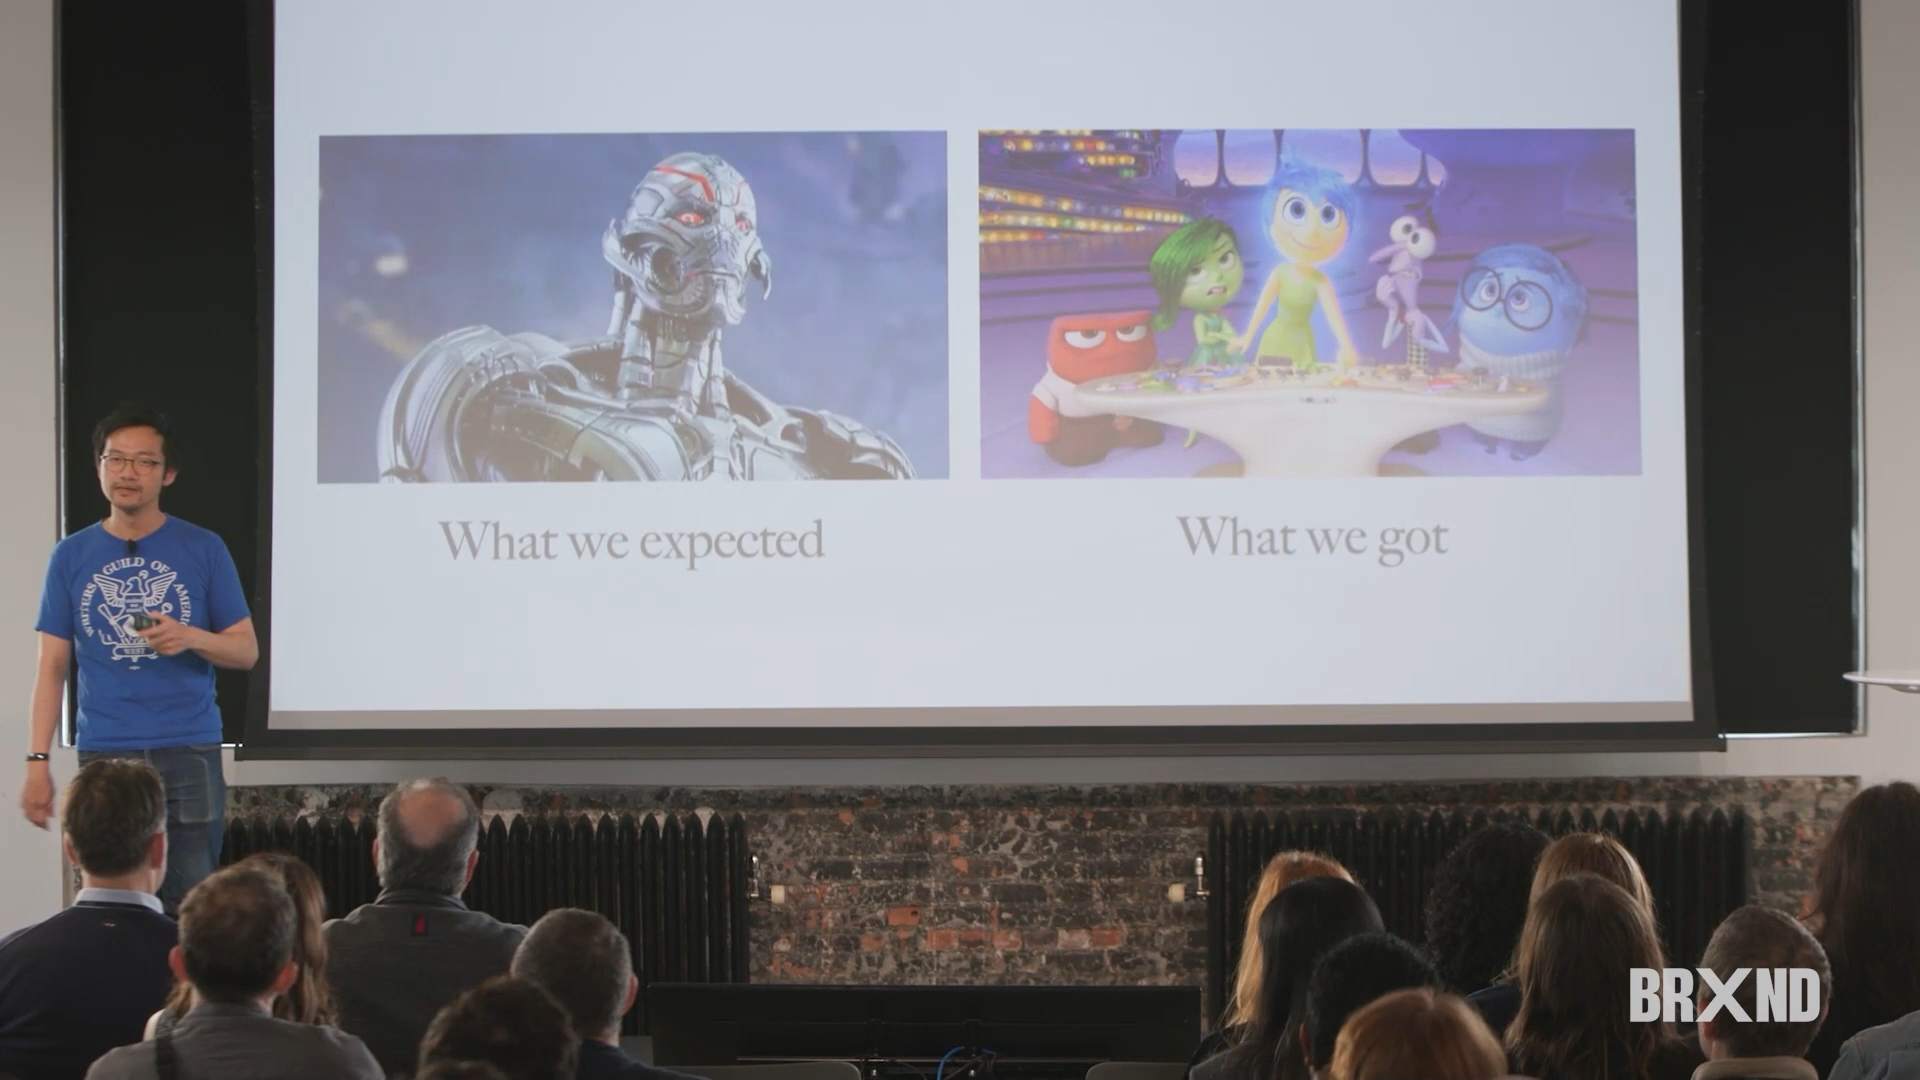 What we expected
What we got
WRITERS GUILD OF AMERICA
WEST
BRXND